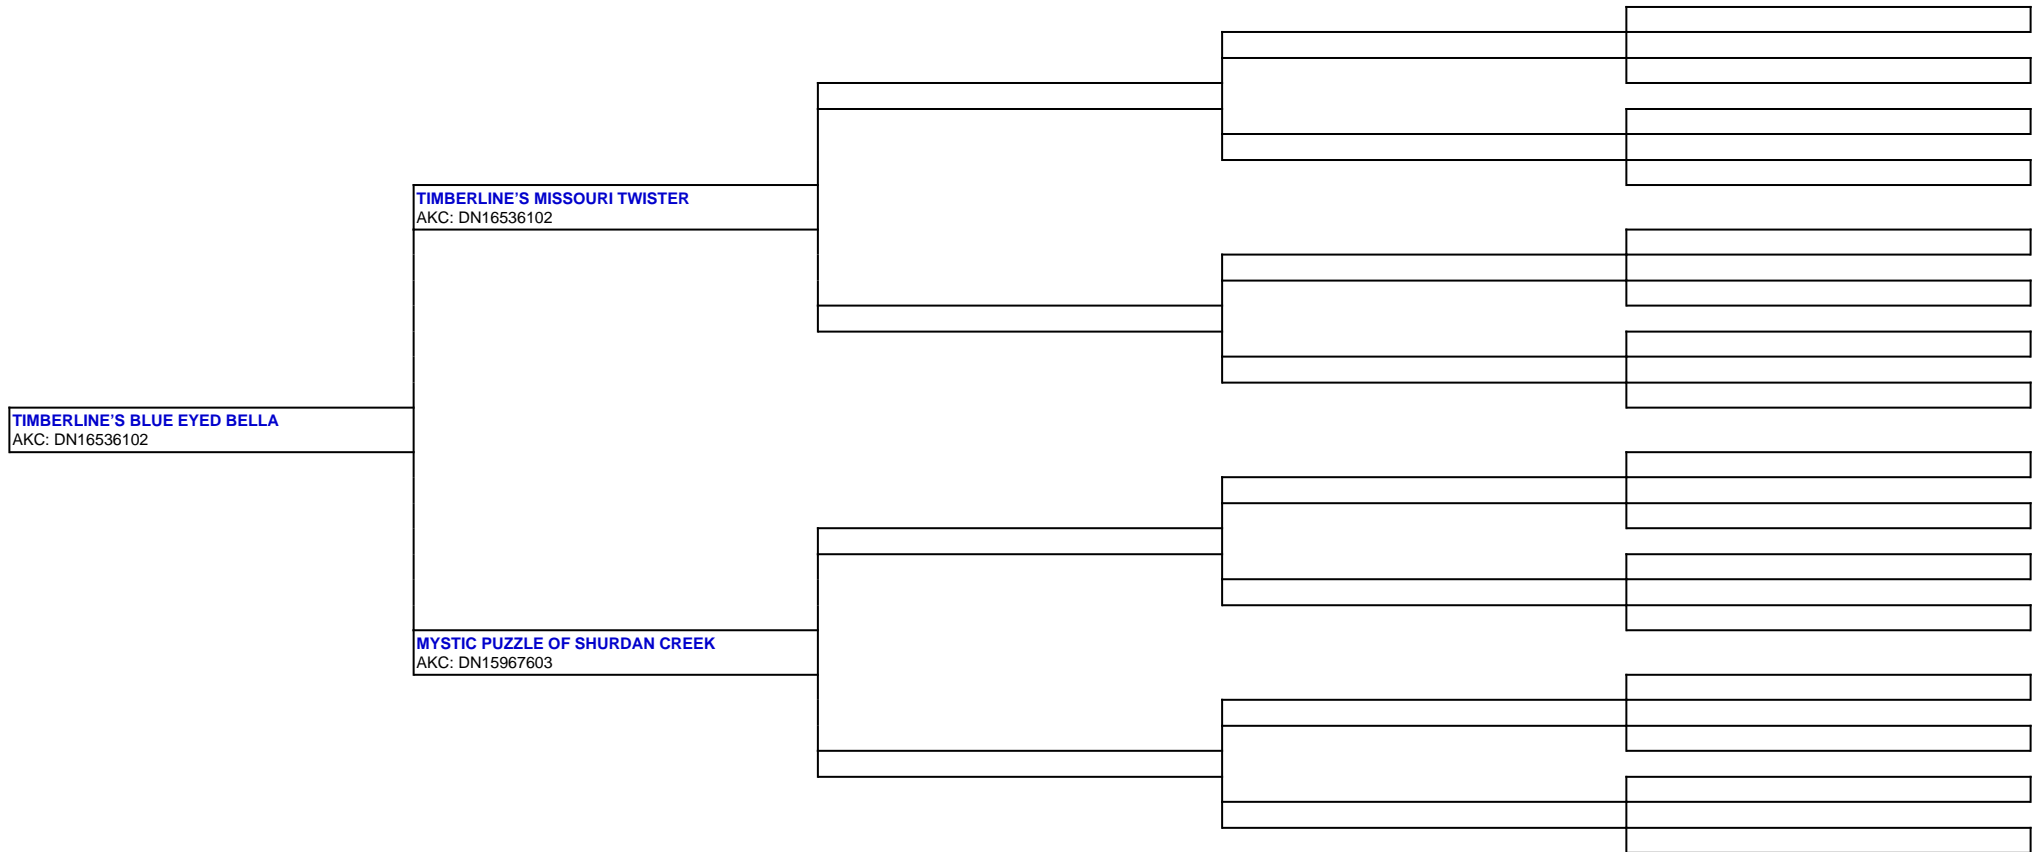 TIMBERLINE’S MISSOURI TWISTER
AKC: DN16536102
TIMBERLINE’S BLUE EYED BELLA
AKC: DN16536102
MYSTIC PUZZLE OF SHURDAN CREEK
AKC: DN15967603